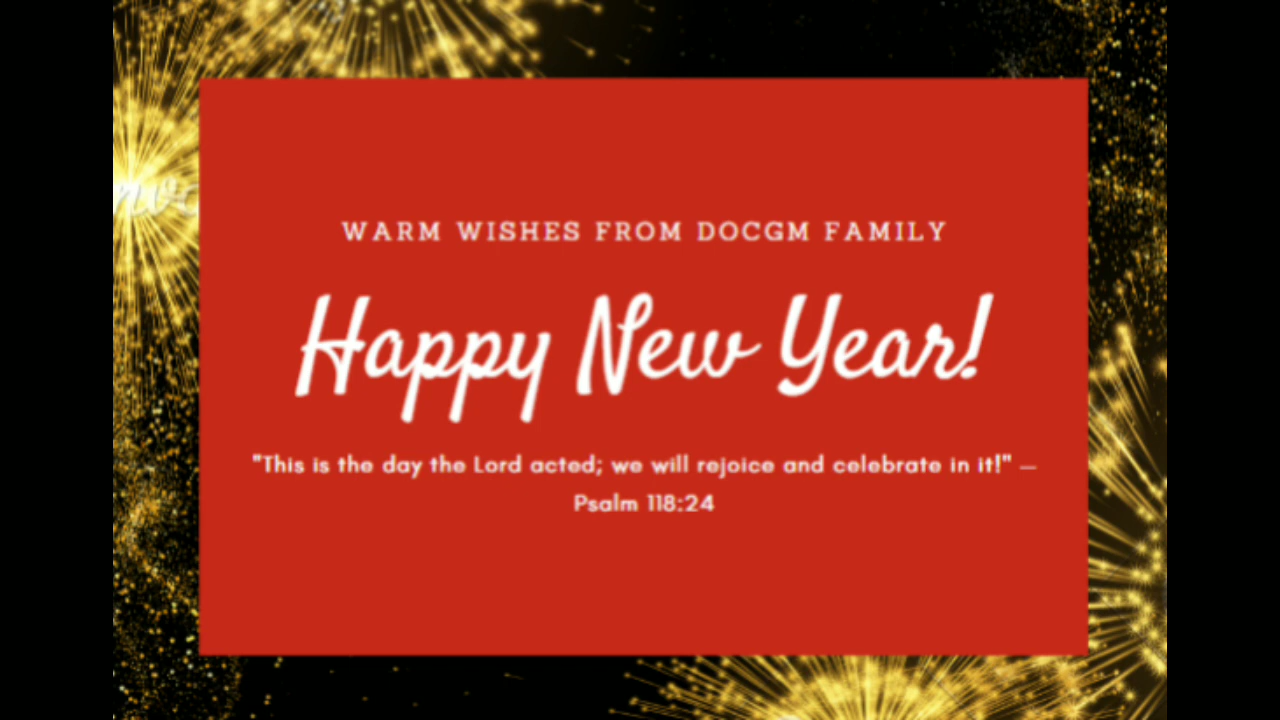 WARM WISHES FROM DOCGM FAMILY
Happy New Year!
"This is the day the Lord acted; we will rejoice and celebrate in it!" —
Psalm 118:24